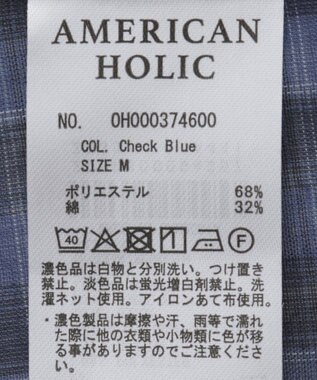 AMERICAN
HOLIC
NO. 0H000374600
COL. Check Blue
SIZE M
ポリエステル 68%
綿 32%
40 F
濃色品は白物と分別洗い。つけ置き
禁止。淡色品は蛍光増白剤禁止。洗
濯ネット使用。アイロンあて布使用。
・濃色製品は摩擦や汗、雨等で濡れ
た際に他の衣類や小物類に色が移
る事がありますのでご注意くださ
い。